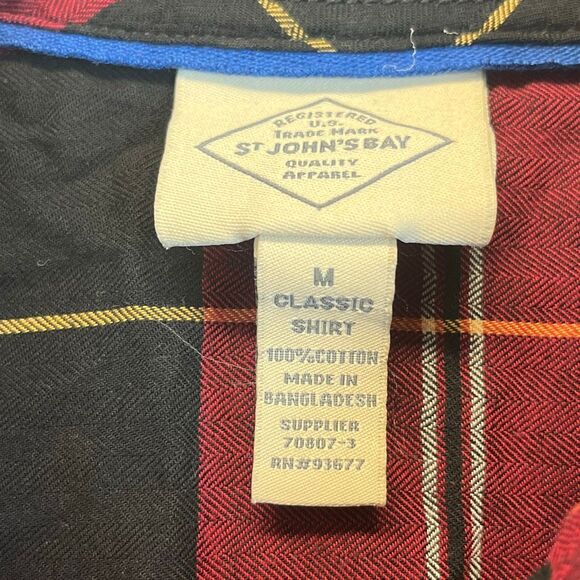 REGISTERED
U.S.
TRADE MARK
ST JOHN'S BAY
QUALITY
APPAREL
M
CLASSIC
SHIRT
100%COTTON
MADE IN
BANGLADESH
SUPPLIER
70807-3
RN#93677